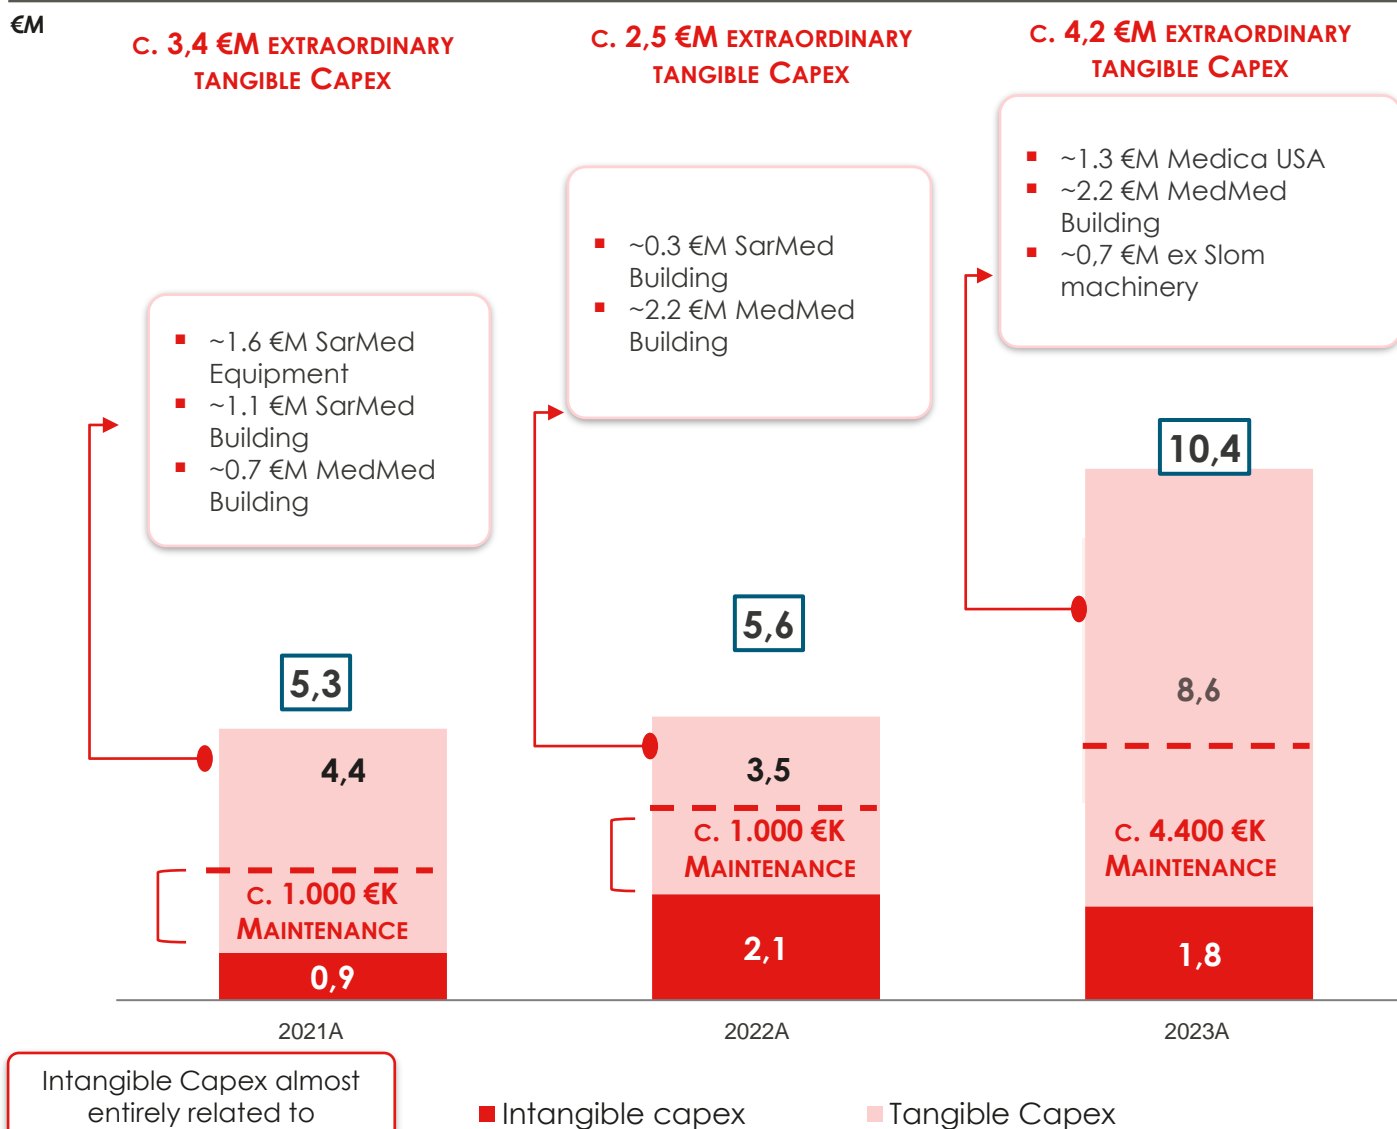 €M
C. 3,4 €M EXTRAORDINARY
TANGIBLE CAPEX
C. 2,5 €M EXTRAORDINARY
TANGIBLE CAPEX
C. 4,2 €M EXTRAORDINARY
TANGIBLE CAPEX
▪ ~1.6 €M SarMed
Equipment
▪ ~1.1 €M SarMed
Building
▪ ~0.7 €M MedMed
Building
▪ ~0.3 €M SarMed
Building
▪ ~2.2 €M MedMed
Building
▪ ~1.3 €M Medica USA
▪ ~2.2 €M MedMed
Building
▪ ~0,7 €M ex Slom
machinery
5,3
4,4
C. 1.000 €K
MAINTENANCE
0,9
5,6
3,5
C. 1.000 €K
MAINTENANCE
2,1
10,4
8,6
C. 4.400 €K
MAINTENANCE
1,8
2021A
2022A
2023A
Intangible Capex almost
entirely related to
Intangible capex
Tangible Capex